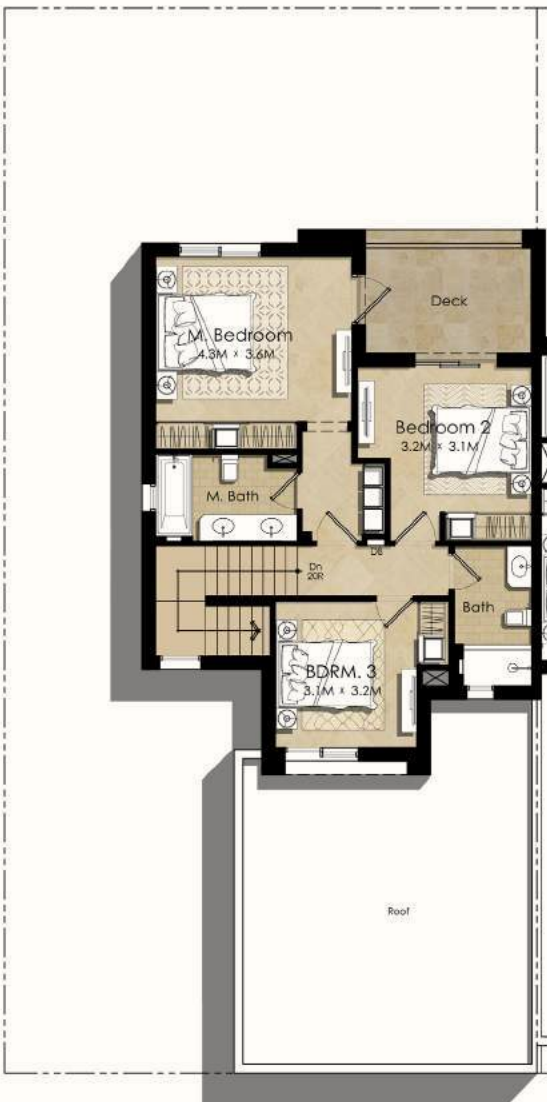 Deck
M. Bedroom
4.3M x 3.6M
Bedroom 2
3.2M x 3.1M
M. Bath
DB
Dn
20R
Bath
BDRM. 3
3.1M x 3.2M
Roof